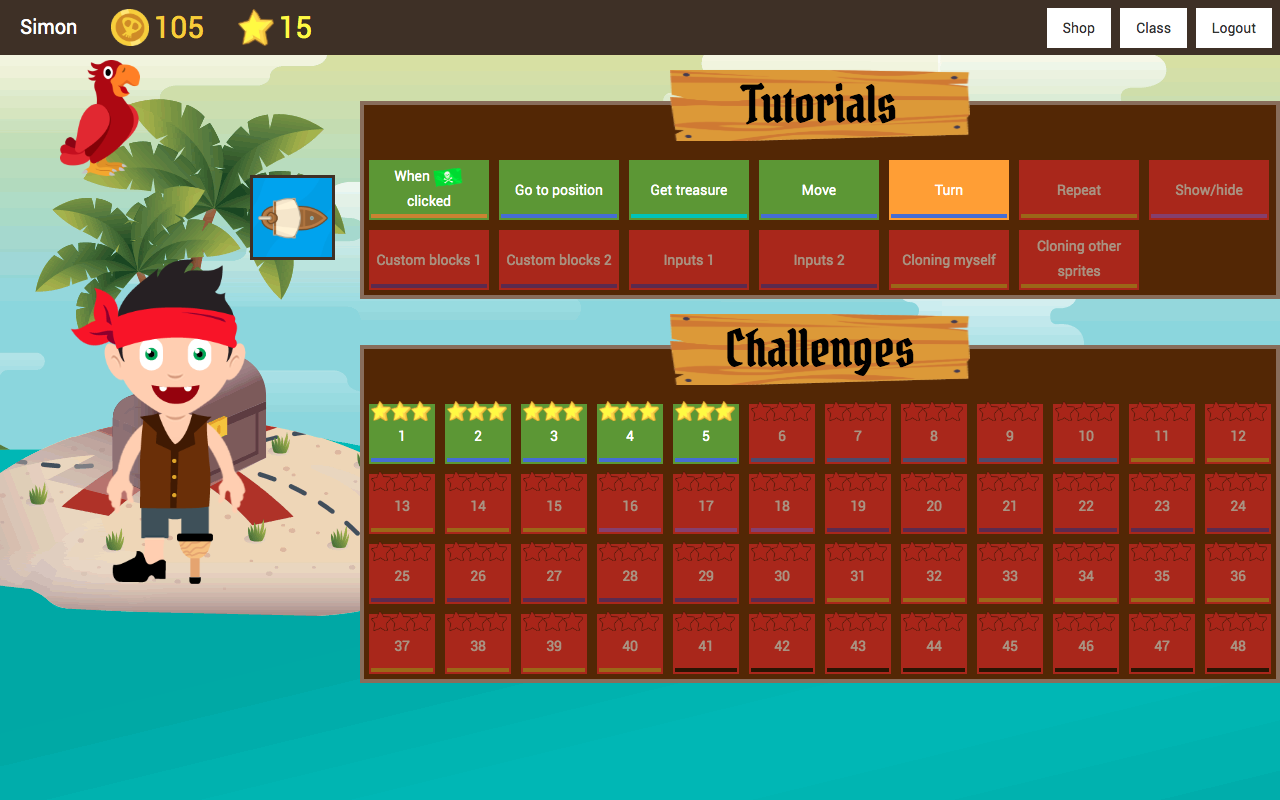 Simon 105 15 Shop Class Logout
Tutorials
When clicked Go to position Get treasure Move Turn Repeat Show/hide
Custom blocks 1 Custom blocks 2 Inputs 1 Inputs 2 Cloning myself Cloning other sprites
Challenges
1 2 3 4 5 6 7 8 9 10 11 12
13 14 15 16 17 18 19 20 21 22 23 24
25 26 27 28 29 30 31 32 33 34 35 36
37 38 39 40 41 42 43 44 45 46 47 48